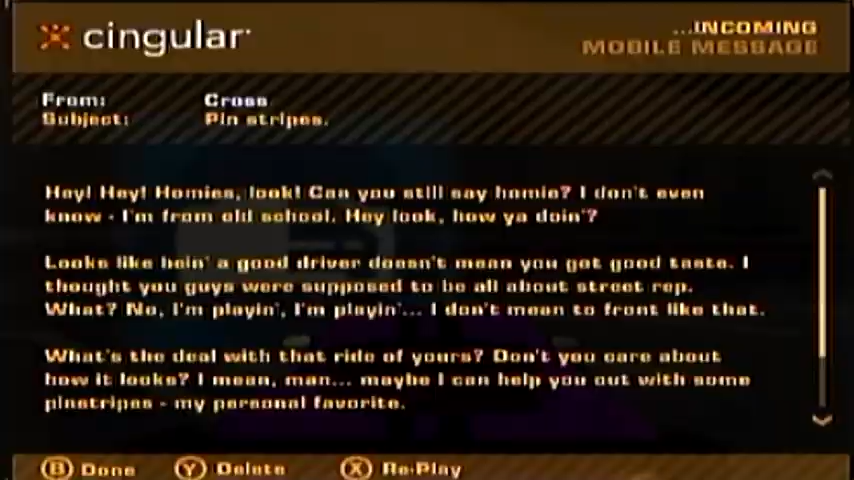 cingular
...INCOMING
MOBILE MESSAGE
From: Cross
Subject: Pin stripes.
Hey! Hey! Homies, look! Can you still say homie? I don't even
know - I'm from old school. Hey look, how ya doin'?
Looks like bein' a good driver doesn't mean you got good taste. I
thought you guys were supposed to be all about street rep.
What? No, I'm playin', I'm playin'... I don't mean to front like that.
What's the deal with that ride of yours? Don't you care about
how it looks? I mean, man... maybe I can help you out with some
pinstripes - my personal favorite.
B Done Y Delete X Re-Play